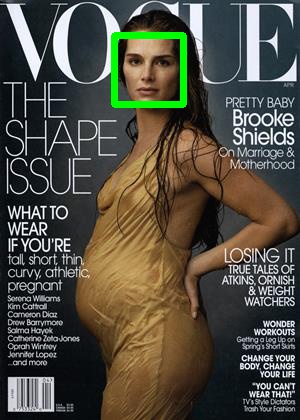 VOGUE
APR
THE
SHAPE
ISSUE
PRETTY BABY
Brooke
Shields
On Marriage &
Motherhood
WHAT TO
WEAR
IF YOU'RE
tall, short, thin,
curvy, athletic,
pregnant
Serena Williams
Kim Cattrall
Cameron Diaz
Drew Barrymore
Salma Hayek
Catherine Zeta-Jones
Oprah Winfrey
Jennifer Lopez
...and more
LOSING IT
TRUE TALES OF
ATKINS, ORNISH
& WEIGHT
WATCHERS
WONDER
WORKOUTS
Getting a Leg Up on
Spring's Short Skirts
CHANGE YOUR
BODY, CHANGE
YOUR LIFE
"YOU CAN'T
WEAR THAT!"
TV's Style Dictators
Trash Your Fashion